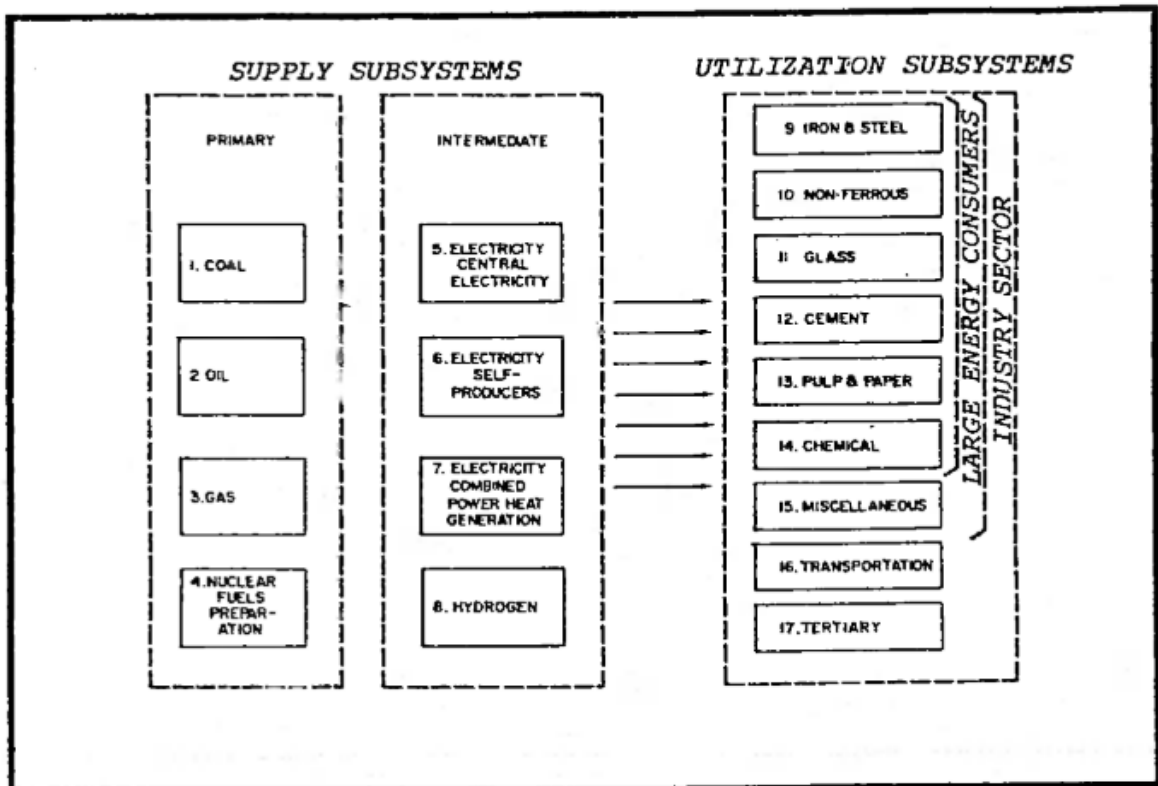 SUPPLY SUBSYSTEMS
UTILIZATION SUBSYSTEMS
PRIMARY
1. COAL
2 OIL
3. GAS
4. NUCLEAR
FUELS
PREPAR-
ATION
INTERMEDIATE
5. ELECTRICITY
CENTRAL
ELECTRICITY
6. ELECTRICITY
SELF-
PRODUCERS
7. ELECTRICITY
COMBINED
POWER HEAT
GENERATION
8. HYDROGEN
9 IRON & STEEL
10 NON-FERROUS
11 GLASS
12. CEMENT
13. PULP & PAPER
14. CHEMICAL
15. MISCELLANEOUS
16. TRANSPORTATION
17. TERTIARY
LARGE ENERGY CONSUMERS
INDUSTRY SECTOR